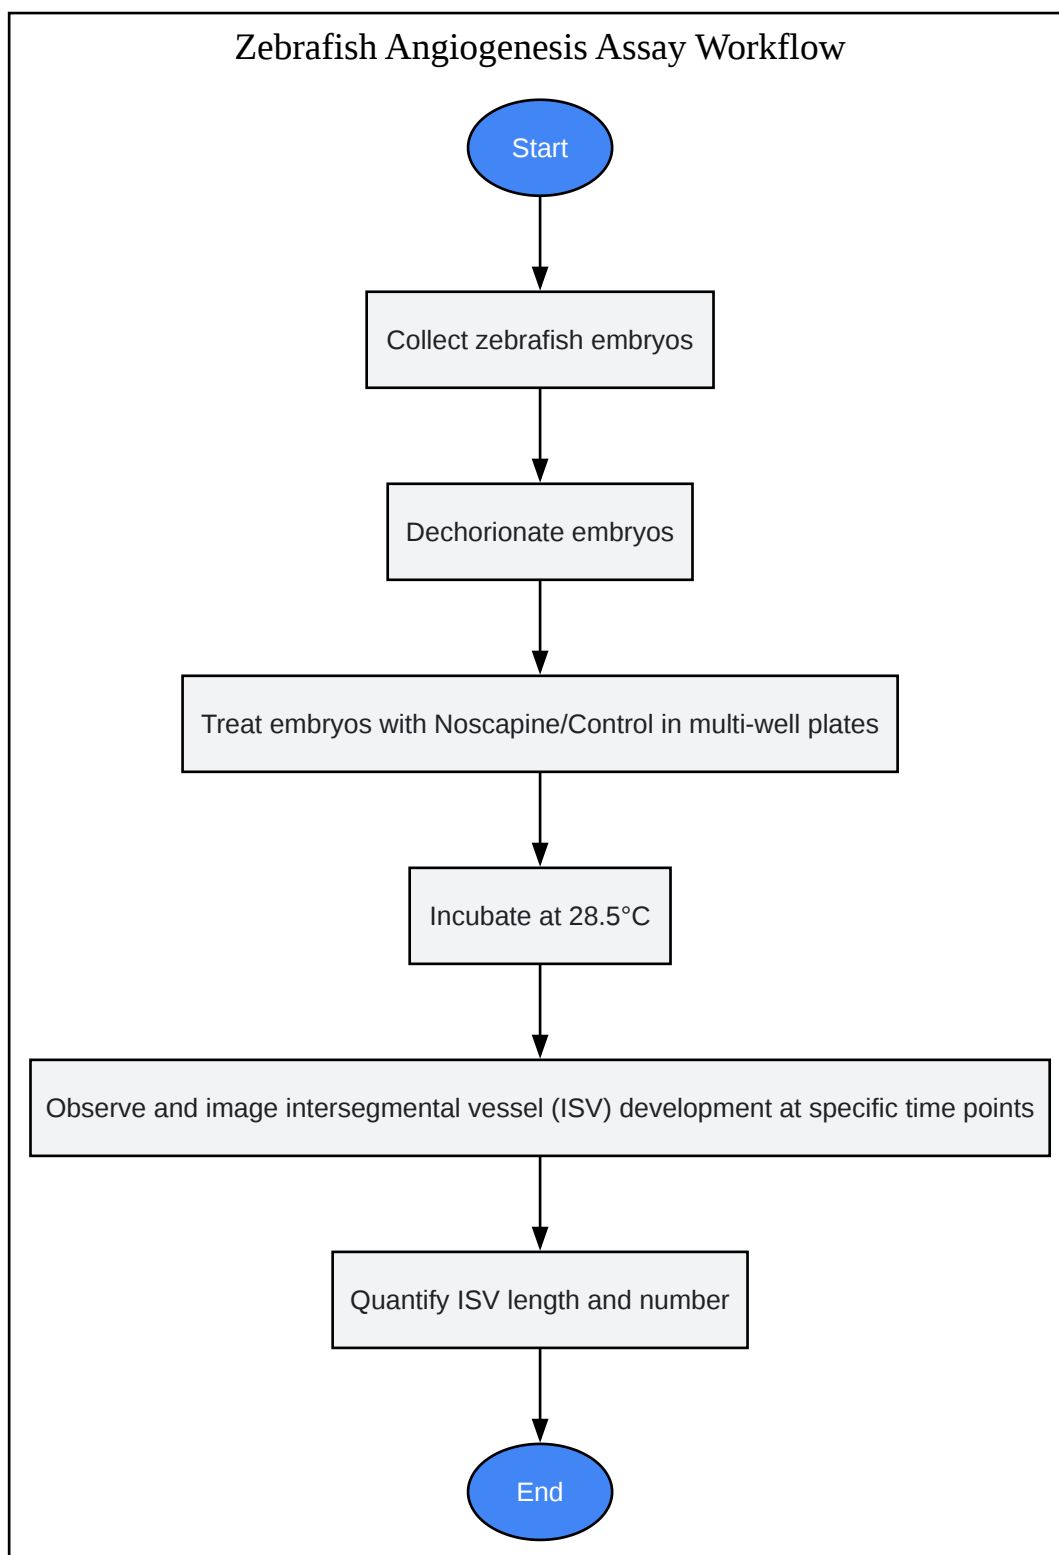 Zebrafish Angiogenesis Assay Workflow
Start
Collect zebrafish embryos
Dechorionate embryos
Treat embryos with Noscapine/Control in multi-well plates
Incubate at 28.5°C
Observe and image intersegmental vessel (ISV) development at specific time points
Quantify ISV length and number
End